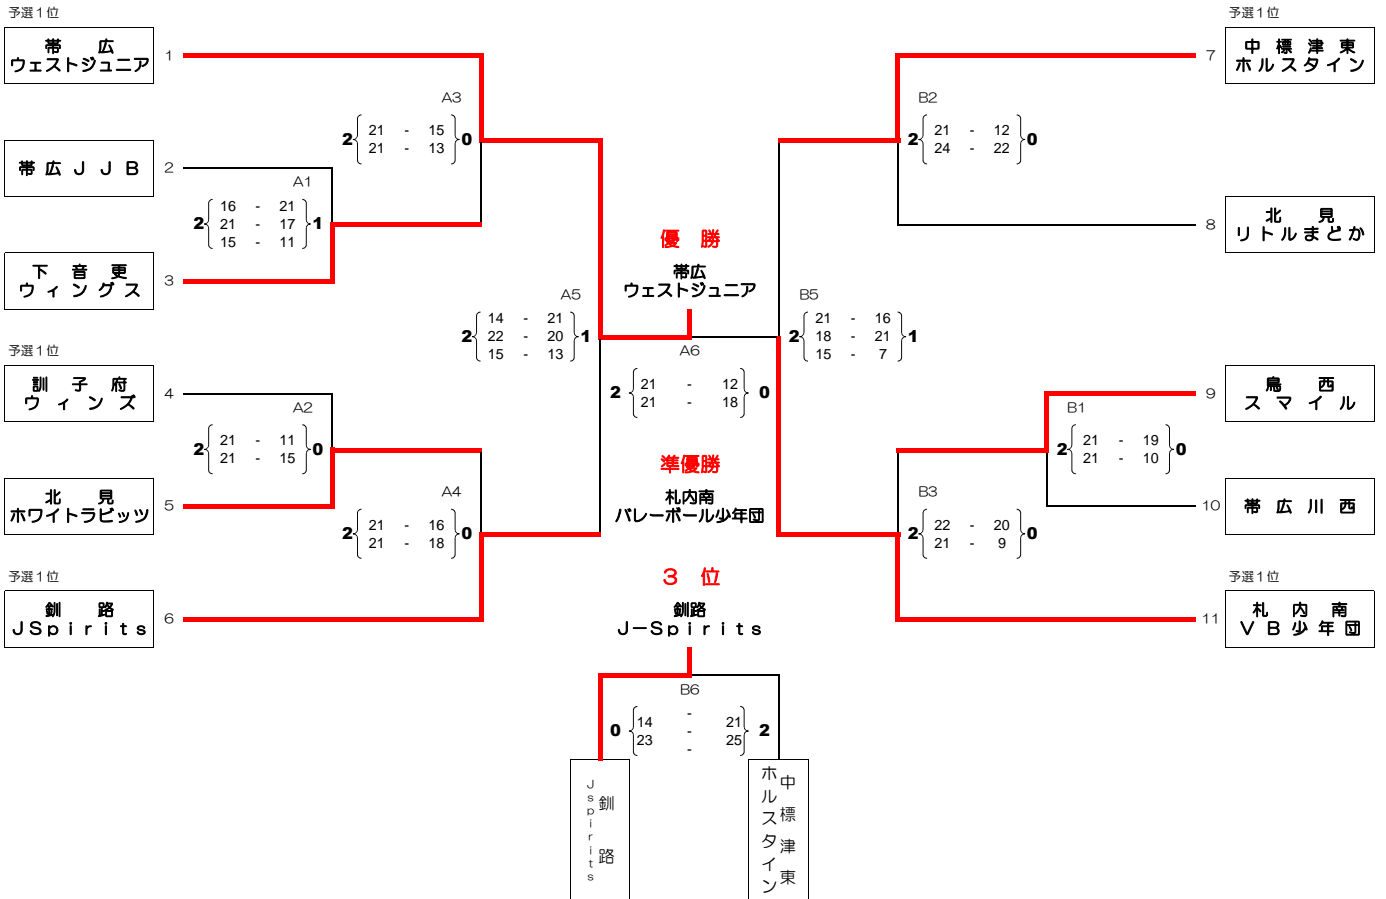 予選１位
帯　広
ウェストジュニア
1
帯広ＪＪＢ
2
下音更
ウィングス
3
予選１位
訓子府
ウィンズ
4
北　見
ホワイトラビッツ
5
予選１位
釧　路
ＪSｐｉｒｉｔｓ
6
A3
2 21 - 15 0
21 - 13
A1
16 - 21
2 21 - 17 1
15 - 11
A2
2 21 - 11 0
21 - 15
A4
2 21 - 16 0
21 - 18
A5
14 - 21
2 22 - 20 1
15 - 13
優　勝
帯広
ウェストジュニア
A6
2 21 - 12 0
21 - 18
準優勝
札内南
バレーボール少年団
３　位
釧路
Ｊ－Sｐｉｒｉｔｓ
B6
-
0 14 - 21 2
23 - 25
-
釧　路
Ｊｓｐｉｒｉｔｓ
中標津東
ホルスタイン
B5
21 - 16
2 18 - 21 1
15 - 7
B2
2 21 - 12 0
24 - 22
B1
2 21 - 19 0
21 - 10
B3
2 22 - 20 0
21 - 9
予選１位
7
中標津東
ホルスタイン
8
北　見
リトルまどか
9
鳥　西
スマイル
10
帯広川西
予選１位
11
札内南
ＶＢ少年団